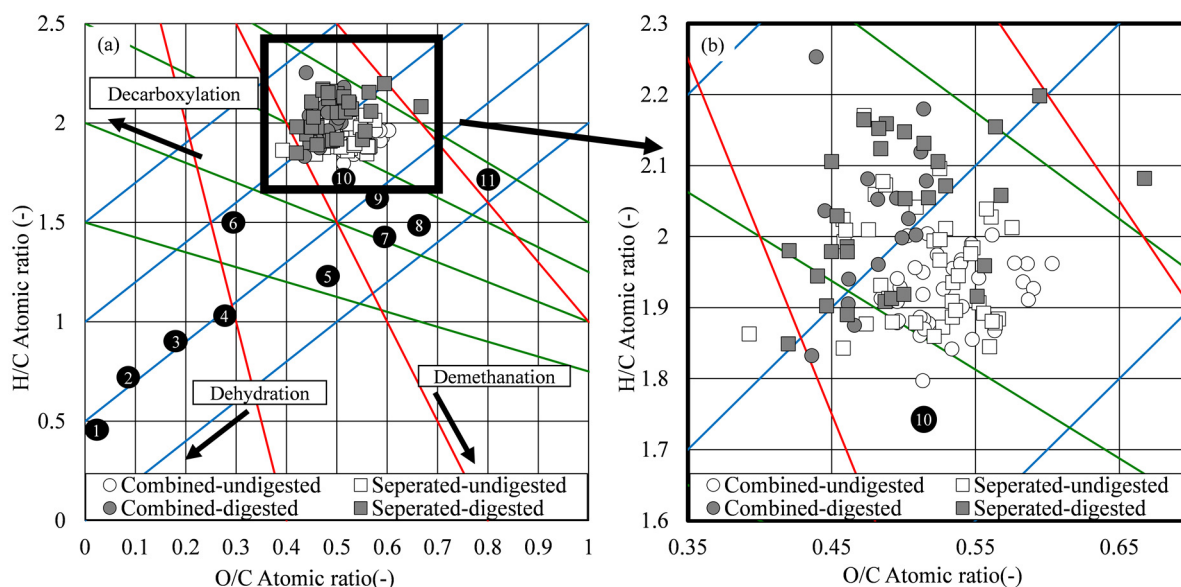 (a)
2.5
2
1.5
1
0.5
0
H/C Atomic ratio (-)
Decarboxylation
Dehydration
Demethanation
1
2
3
4
5
6
7
8
9
10
11
Combined-undigested
Seperated-undigested
Combined-digested
Seperated-digested
0 0.1 0.2 0.3 0.4 0.5 0.6 0.7 0.8 0.9 1
O/C Atomic ratio(-)
(b)
2.3
2.2
2.1
2
1.9
1.8
1.7
1.6
H/C Atomic ratio (-)
10
Combined-undigested
Seperated-undigested
Combined-digested
Seperated-digested
0.35 0.45 0.55 0.65
O/C Atomic ratio(-)